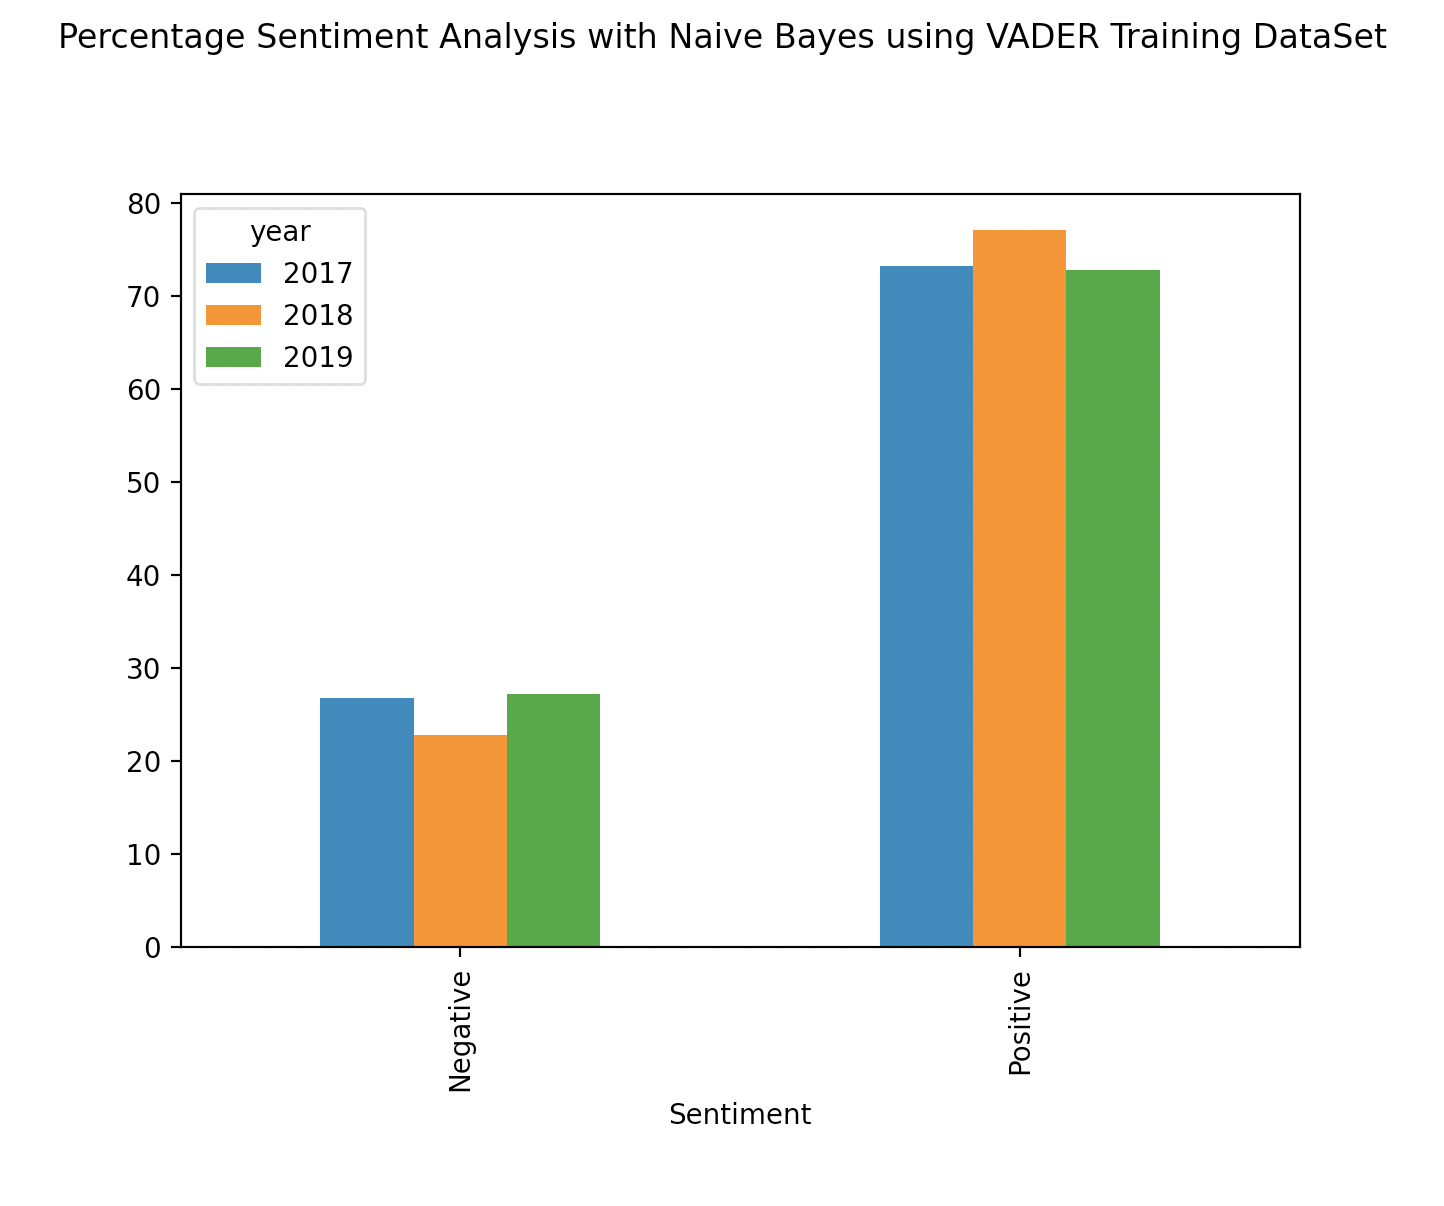 Percentage Sentiment Analysis with Naive Bayes using VADER Training DataSet
80
70
60
50
40
30
20
10
0
year
2017
2018
2019
Negative
Positive
Sentiment